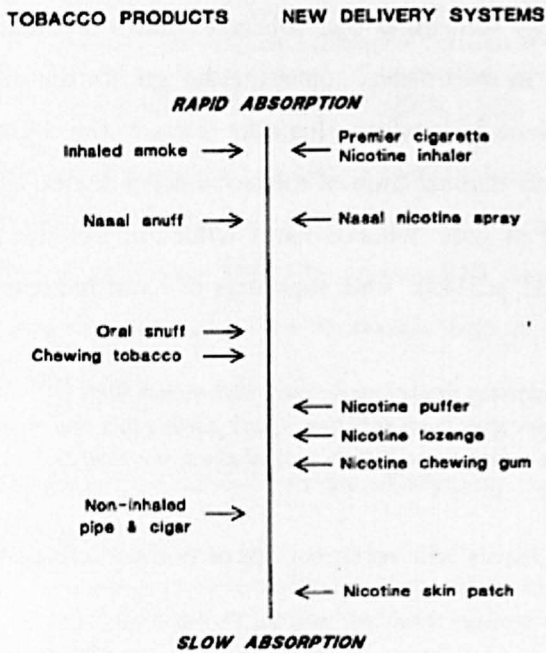 TOBACCO PRODUCTS NEW DELIVERY SYSTEMS
RAPID ABSORPTION
Inhaled smoke
Premier cigarette
Nicotine inhaler
Nasal snuff
Nasal nicotine spray
Oral snuff
Chewing tobacco
Nicotine puffer
Nicotine lozenge
Nicotine chewing gum
Non-inhaled
pipe & cigar
Nicotine skin patch
SLOW ABSORPTION